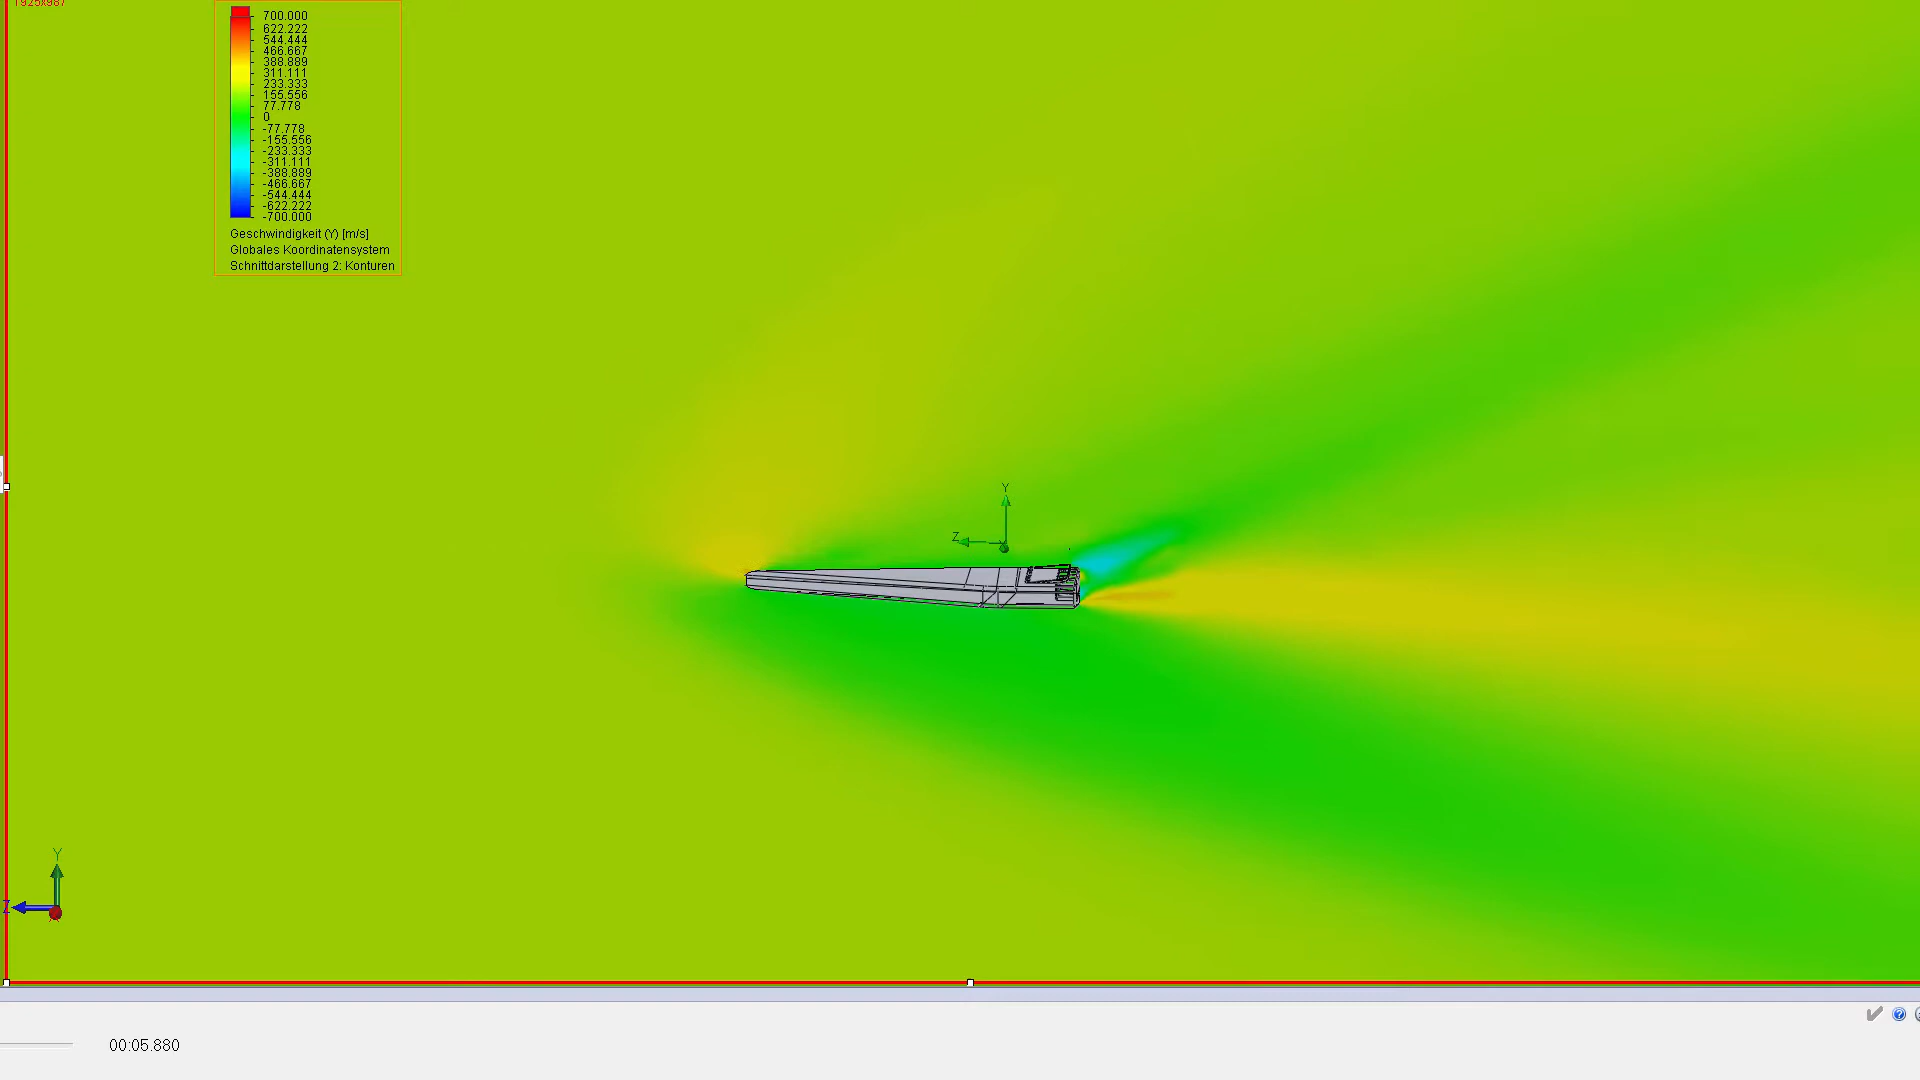 1925x987
700.000
622.222
544.444
466.667
388.889
311.111
233.333
155.556
77.778
0
-77.778
-155.556
-233.333
-311.111
-388.889
-466.667
-544.444
-622.222
-700.000
Geschwindigkeit (Y) [m/s]
Globales Koordinatensystem
Schnittdarstellung 2: Konturen
Y
Z
Y
Z
X
?
00:05.880